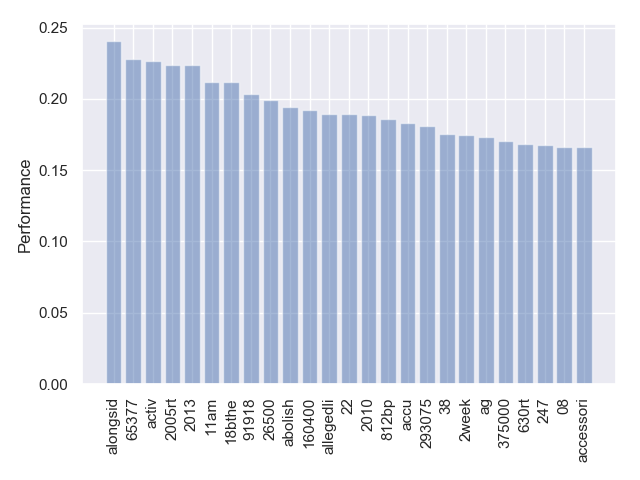 0.25
0.20
0.15
0.10
0.05
0.00
Performance
alongsid
65377
activ
2005rt
2013
11am
18bthe
91918
26500
abolish
160400
allegedli
22
2010
812bp
accu
293075
38
2week
ag
375000
630rt
247
08
accessori